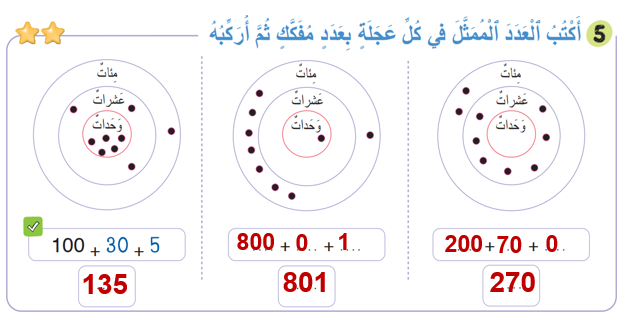 5 أَكْتُبُ ٱلْعَدَدَ ٱلْمُمَثَّلَ فِي كُلِّ عَجَلَةٍ بِعَدَدٍ مُفَكَّكٍ ثُمَّ أُرَكِّبُهُ
مِئاتٌ
عَشَراتٌ
وَحَداتٌ
100 + 30 + 5
135
مِئاتٌ
عَشَراتٌ
وَحَداتٌ
800 + 0 + 1
801
مِئاتٌ
عَشَراتٌ
وَحَداتٌ
200 + 70 + 0
270